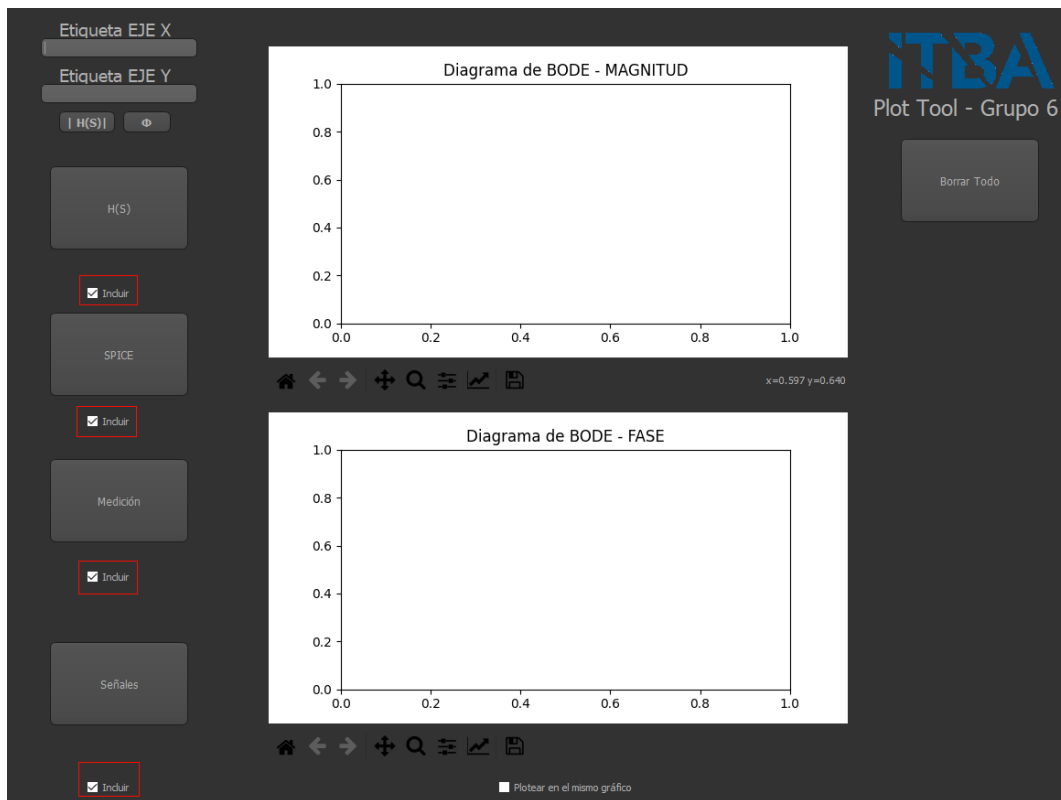 Etiqueta EJE X
Etiqueta EJE Y
| H(S)|
Φ
H(S)
Incluir
SPICE
Incluir
Medición
Incluir
Señales
Incluir
Diagrama de BODE - MAGNITUD
1.0
0.8
0.6
0.4
0.2
0.0
0.0 0.2 0.4 0.6 0.8 1.0
x=0.597 y=0.640
Diagrama de BODE - FASE
1.0
0.8
0.6
0.4
0.2
0.0
0.0 0.2 0.4 0.6 0.8 1.0
Plotear en el mismo gráfico
iTBA
Plot Tool - Grupo 6
Borrar Todo